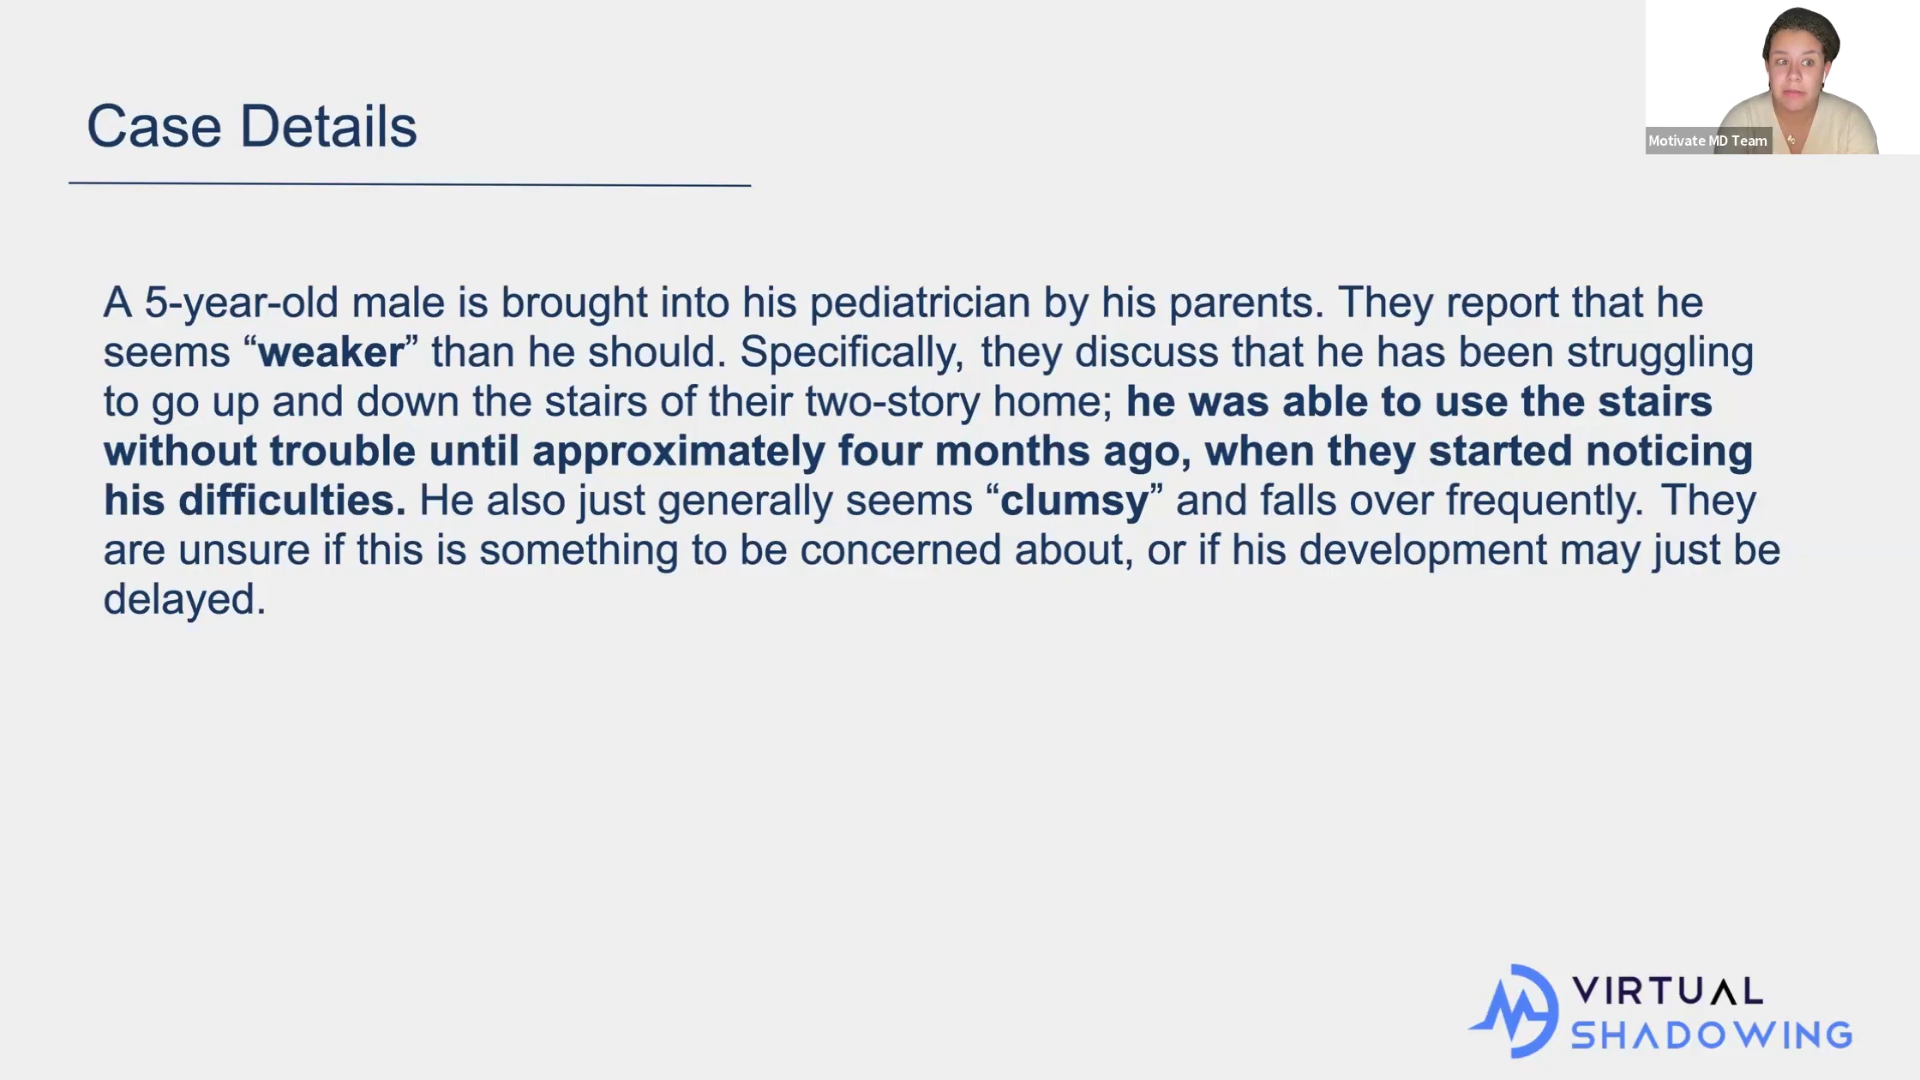 Case Details
Motivate MD Team
A 5-year-old male is brought into his pediatrician by his parents. They report that he
seems “weaker” than he should. Specifically, they discuss that he has been struggling
to go up and down the stairs of their two-story home; he was able to use the stairs
without trouble until approximately four months ago, when they started noticing
his difficulties. He also just generally seems “clumsy” and falls over frequently. They
are unsure if this is something to be concerned about, or if his development may just be
delayed.
VIRTUAL
SHADOWING